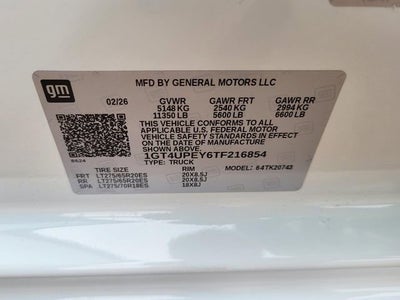 gm
MFD BY GENERAL MOTORS LLC
02/26 GVWR GAWR FRT GAWR RR
5148 KG 2540 KG 2994 KG
11350 LB 5600 LB 6600 LB
THIS VEHICLE CONFORMS TO ALL APPLICABLE
U.S. FEDERAL MOTOR VEHICLE SAFETY
STANDARDS IN EFFECT ON THE DATE OF
MANUFACTURE SHOWN ABOVE.
1GT4UPEY6TF216854
TYPE: TRUCK
8624
TIRE SIZE RIM MODEL: 84TK20743
FRT LT275/65R20ES 20X8.5J
RR LT275/65R20ES 20X8.5J
SPA LT275/70R18ES 18X8J